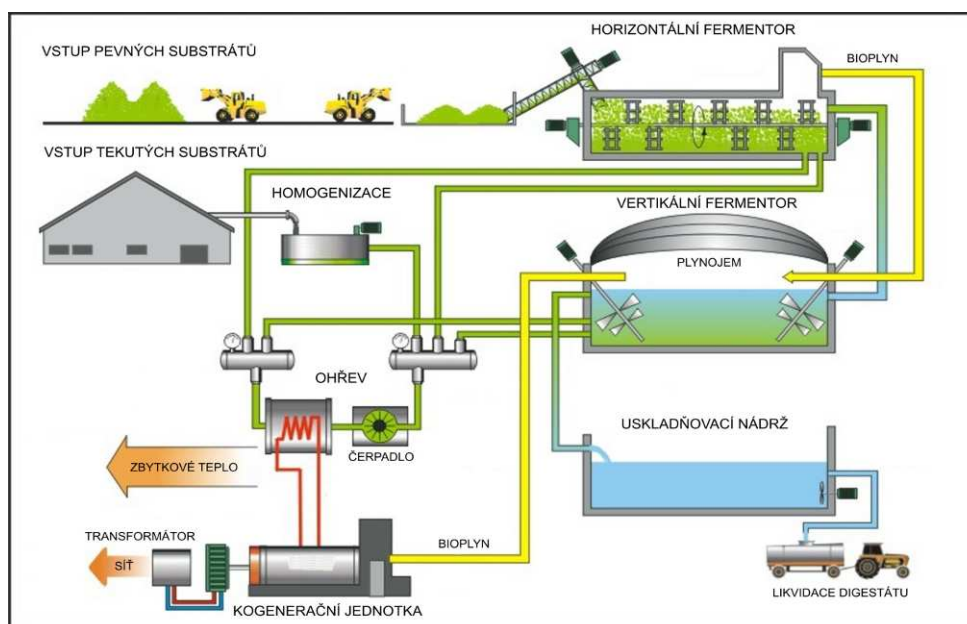 VSTUP PEVNÝCH SUBSTRÁTŮ
HORIZONTÁLNÍ FERMENTOR
BIOPLYN
VSTUP TEKUTÝCH SUBSTRÁTŮ
HOMOGENIZACE
VERTIKÁLNÍ FERMENTOR
PLYNOJEM
OHŘEV
ČERPADLO
USKLADŇOVACÍ NÁDRŽ
ZBYTKOVÉ TEPLO
TRANSFORMÁTOR
SÍŤ
BIOPLYN
KOGENERAČNÍ JEDNOTKA
LIKVIDACE DIGESTÁTU